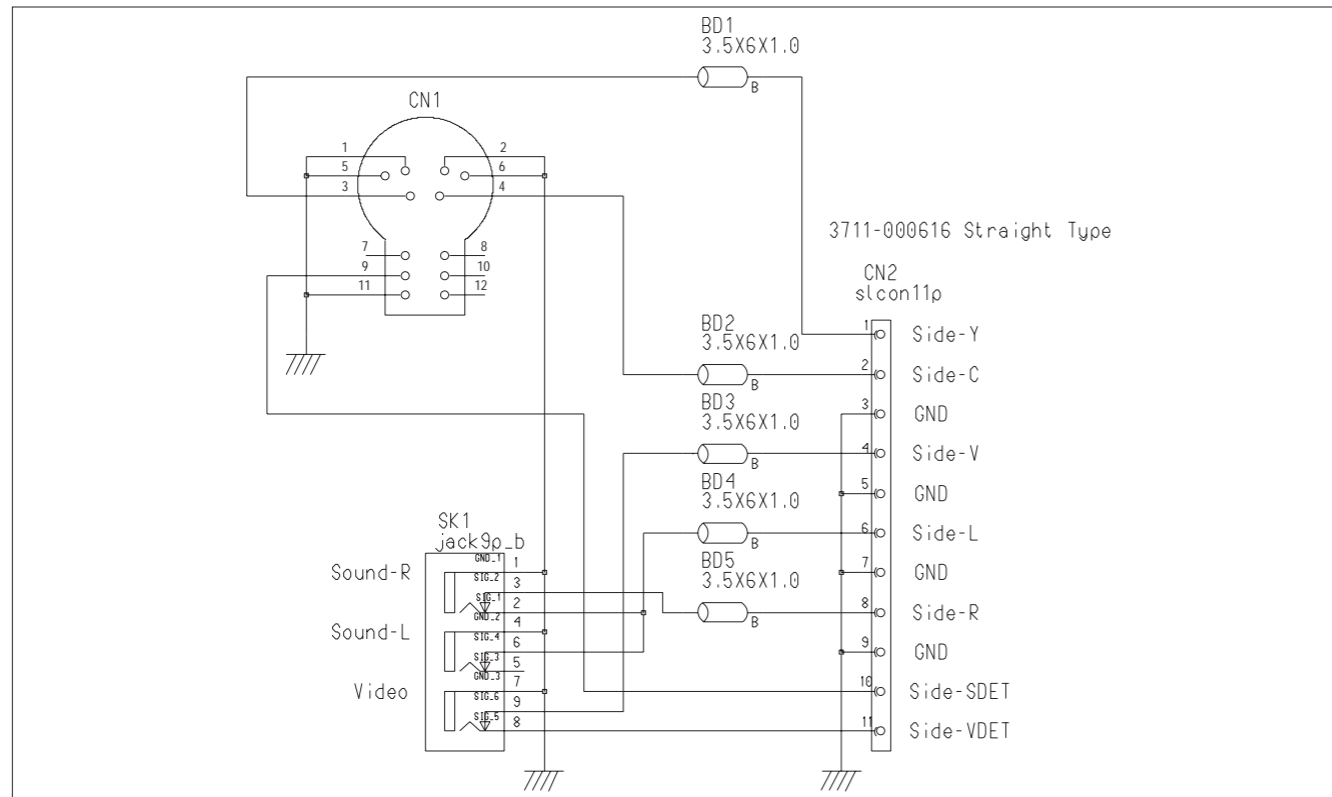 BD1
3.5X6X1.0
B
CN1
1
2
5
6
3
4
7
8
9
10
11
12
3711-000616 Straight Type
CN2
slcon11p
BD2
3.5X6X1.0
B
BD3
3.5X6X1.0
B
BD4
3.5X6X1.0
B
BD5
3.5X6X1.0
B
1 Side-Y
2 Side-C
3 GND
4 Side-V
5 GND
6 Side-L
7 GND
8 Side-R
9 GND
10 Side-SDET
11 Side-VDET
SK1
jack9p_b
Sound-R
GND_1 1
SIG_2 3
SIG_1 2
Sound-L
GND_2 4
SIG_4 6
SIG_3 5
Video
GND_3 7
SIG_6 9
SIG_5 8